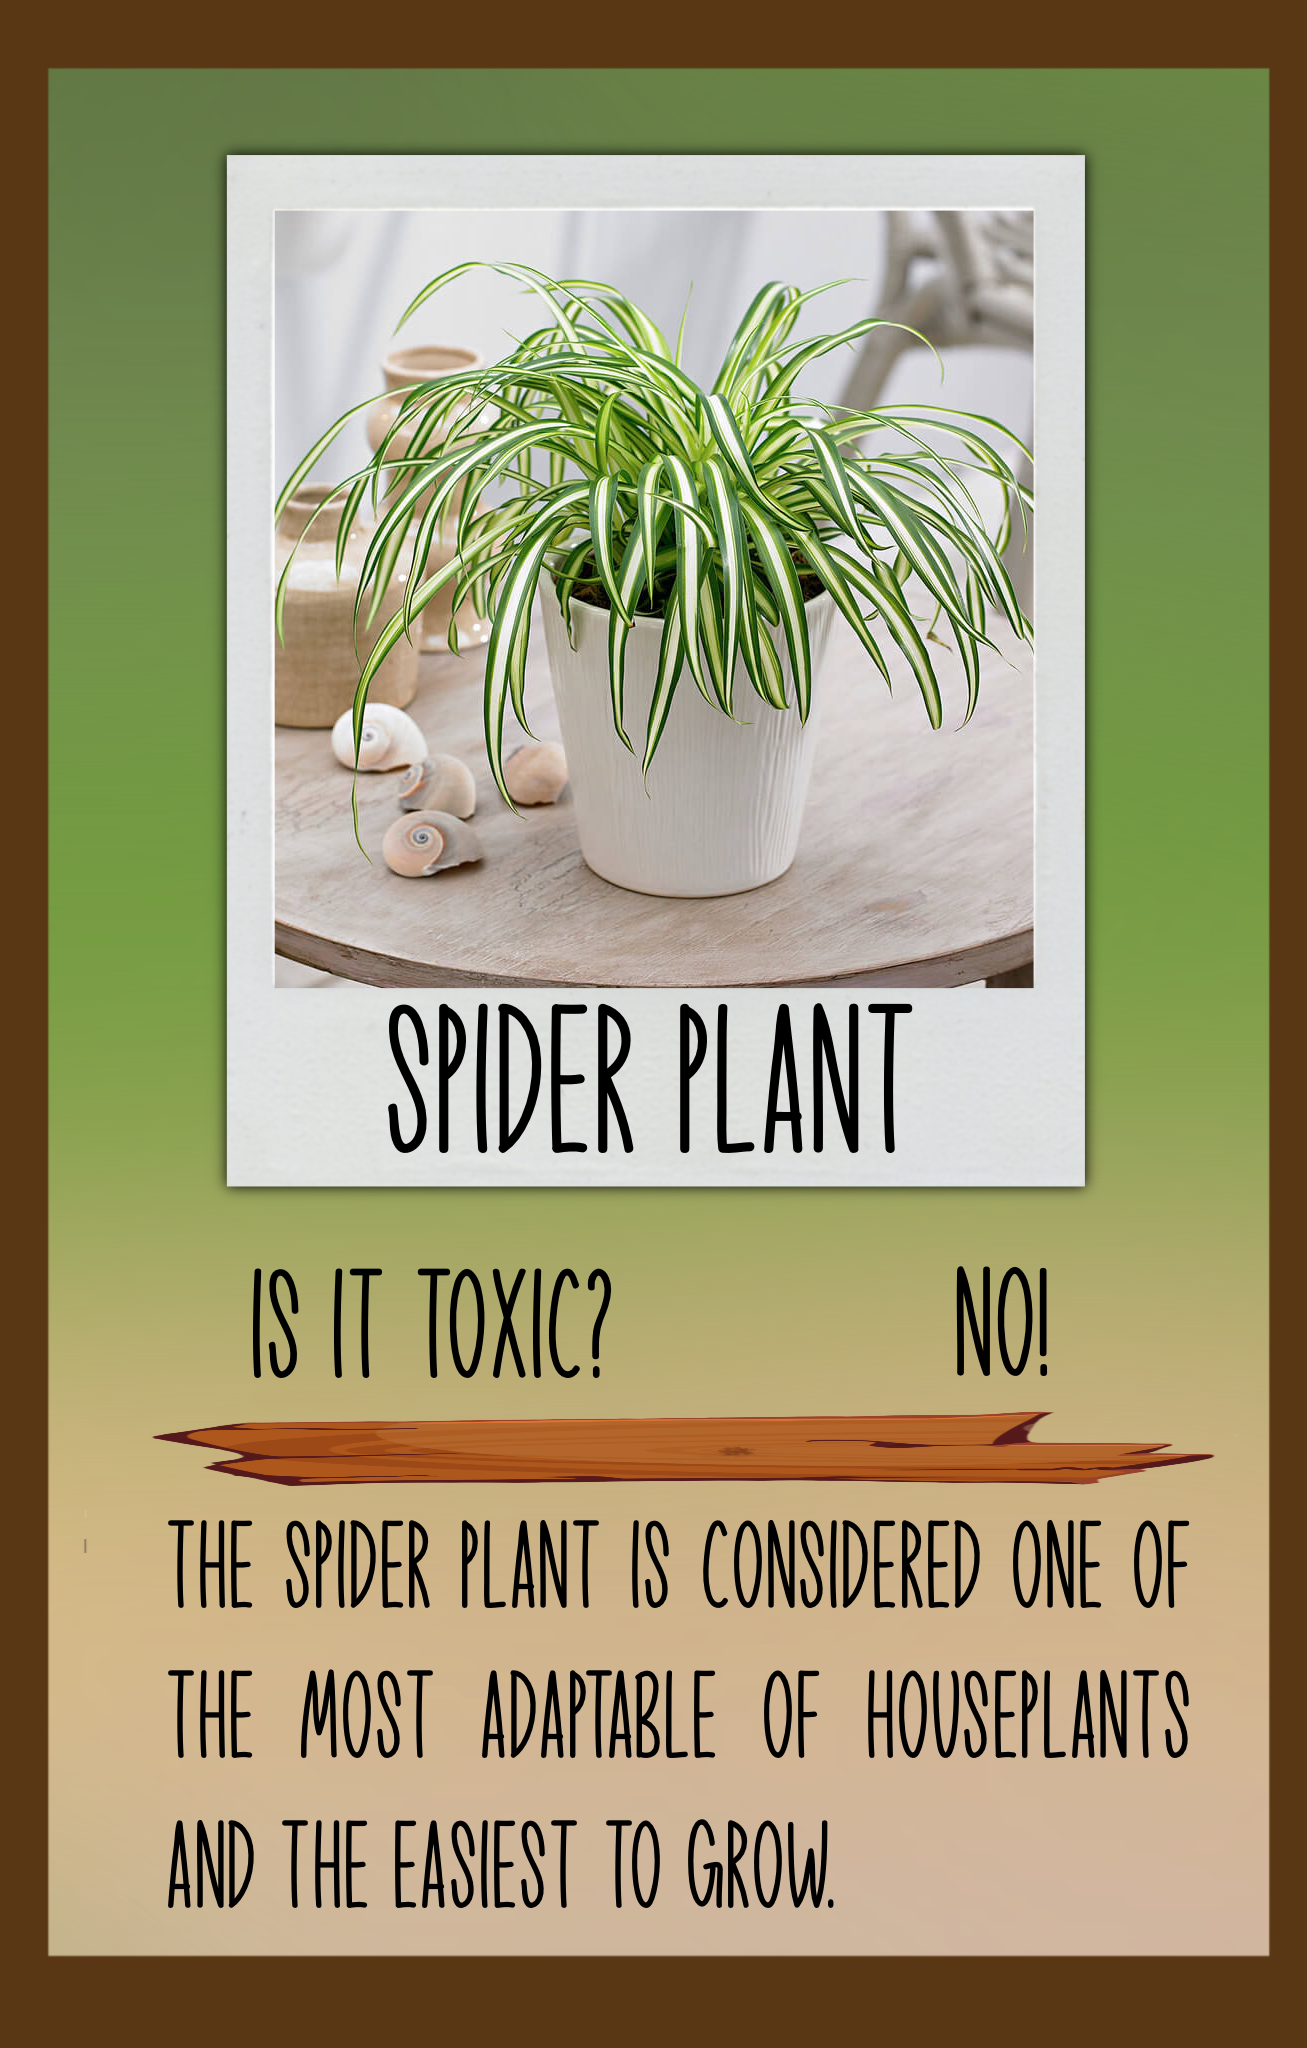 SPIDER PLANT
IS IT TOXIC? NO!
THE SPIDER PLANT IS CONSIDERED ONE OF
THE MOST ADAPTABLE OF HOUSEPLANTS
AND THE EASIEST TO GROW.